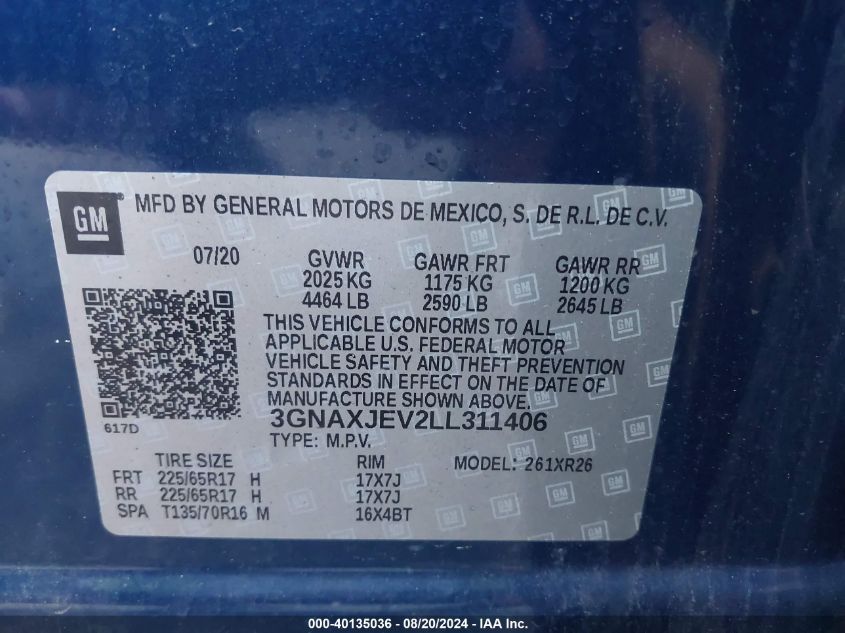 GM
MFD BY GENERAL MOTORS DE MEXICO, S. DE R.L. DE C.V.
07/20 GVWR GAWR FRT GAWR RR
2025 KG 1175 KG 1200 KG
4464 LB 2590 LB 2645 LB
THIS VEHICLE CONFORMS TO ALL
APPLICABLE U.S. FEDERAL MOTOR
VEHICLE SAFETY AND THEFT PREVENTION
STANDARDS IN EFFECT ON THE DATE OF
MANUFACTURE SHOWN ABOVE.
617D
3GNAXJEV2LL311406
TYPE: M.P.V.
TIRE SIZE RIM MODEL: 261XR26
FRT 225/65R17 H 17X7J
RR 225/65R17 H 17X7J
SPA T135/70R16 M 16X4BT
000-40135036 - 08/20/2024 - IAAI.COM